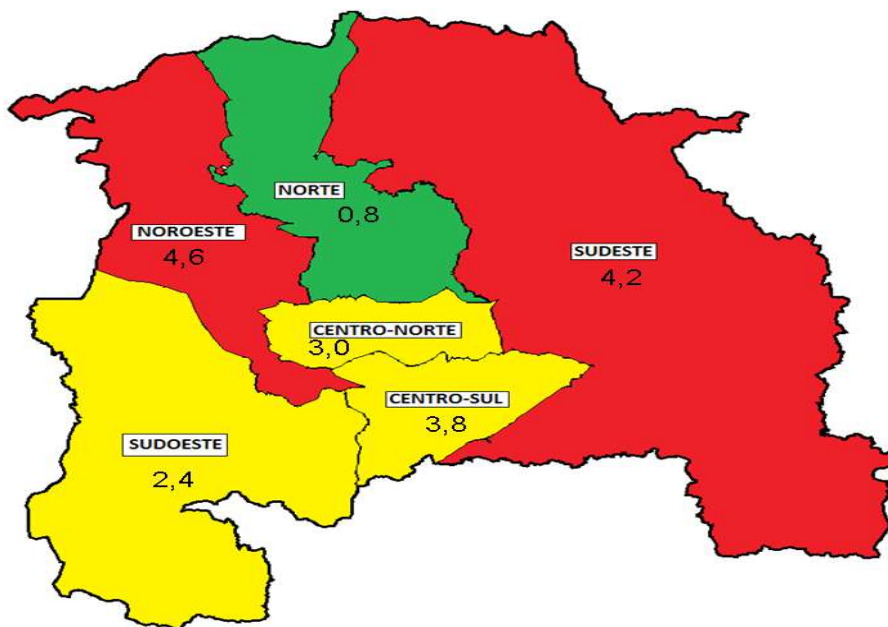 NORTE
0,8
NOROESTE
4,6
SUDESTE
4,2
CENTRO-NORTE
3,0
CENTRO-SUL
3,8
SUDOESTE
2,4